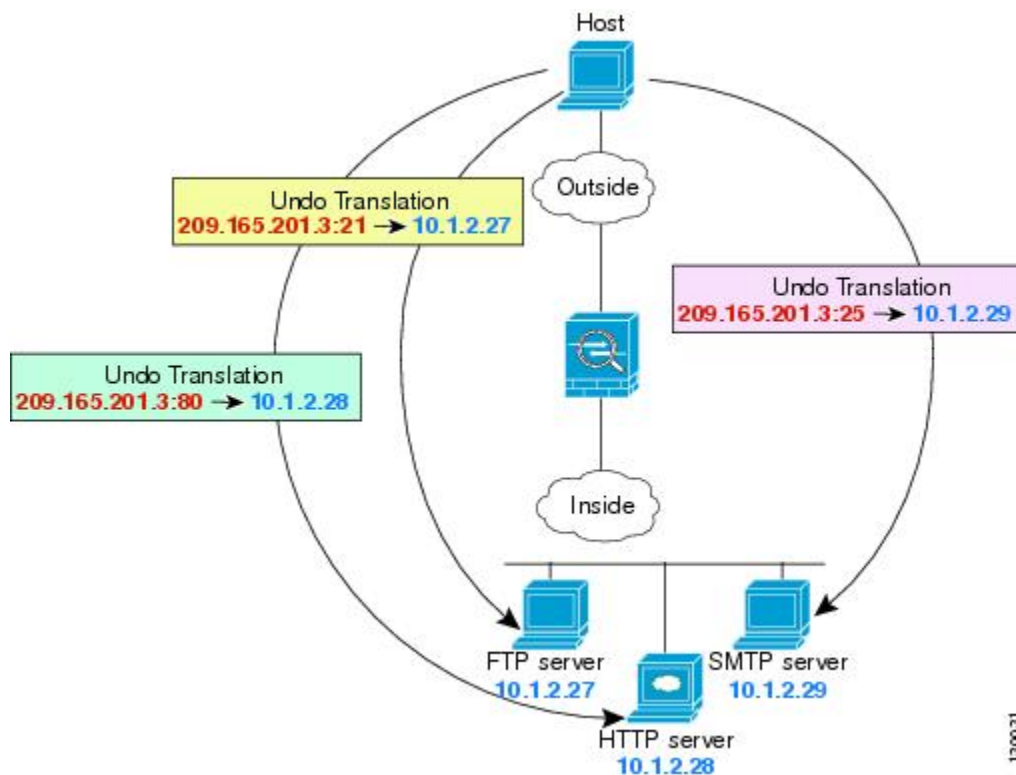 Host
Outside
Undo Translation
209.165.201.3:21 → 10.1.2.27
Undo Translation
209.165.201.3:25 → 10.1.2.29
Undo Translation
209.165.201.3:80 → 10.1.2.28
Inside
FTP server
10.1.2.27
SMTP server
10.1.2.29
HTTP server
10.1.2.28